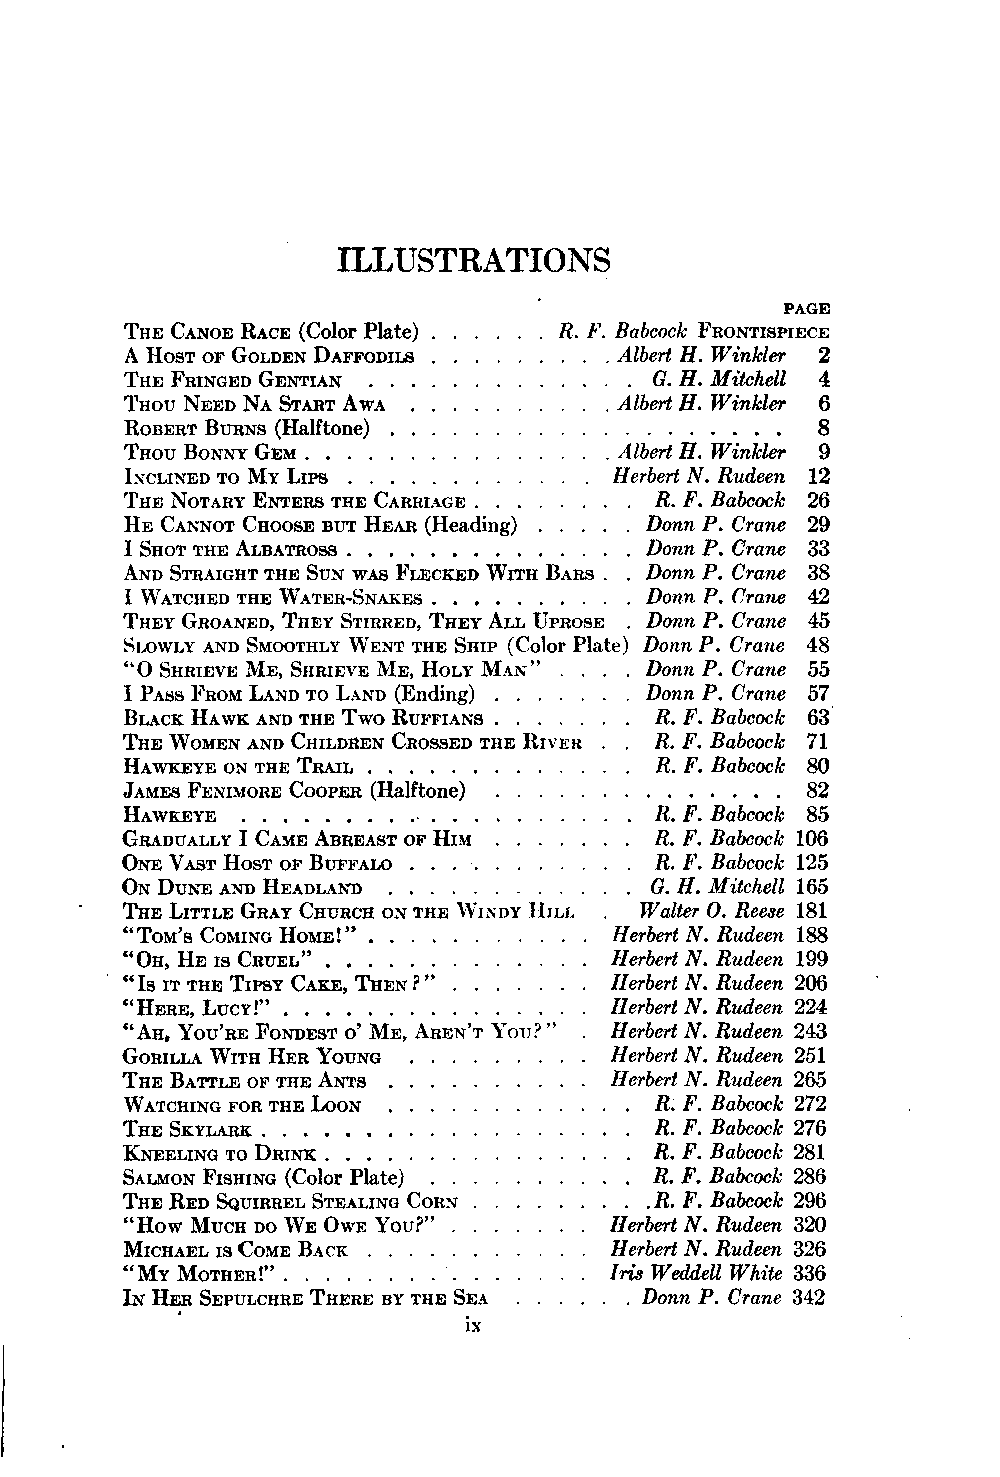 ILLUSTRATIONS
PAGE
THE CANOE RACE (Color Plate) . . . . . . R. F. Babcock FRONTISPIECE
A HOST OF GOLDEN DAFFODILS . . . . . . . . . Albert H. Winkler 2
THE FRINGED GENTIAN . . . . . . . . . . . . . G. H. Mitchell 4
THOU NEED NA START AWA . . . . . . . . . . Albert H. Winkler 6
ROBERT BURNS (Halftone) . . . . . . . . . . . . . . . . . . . 8
THOU BONNY GEM . . . . . . . . . . . . . . . Albert H. Winkler 9
INCLINED TO MY LIPS . . . . . . . . . . . . Herbert N. Rudeen 12
THE NOTARY ENTERS THE CARRIAGE . . . . . . . . R. F. Babcock 26
HE CANNOT CHOOSE BUT HEAR (Heading) . . . . . Donn P. Crane 29
I SHOT THE ALBATROSS . . . . . . . . . . . . . . Donn P. Crane 33
AND STRAIGHT THE SUN WAS FLECKED WITH BARS . . Donn P. Crane 38
I WATCHED THE WATER-SNAKES . . . . . . . . . . Donn P. Crane 42
THEY GROANED, THEY STIRRED, THEY ALL UPROSE . Donn P. Crane 45
SLOWLY AND SMOOTHLY WENT THE SHIP (Color Plate) Donn P. Crane 48
"O SHRIEVE ME, SHRIEVE ME, HOLY MAN" . . . . Donn P. Crane 55
I PASS FROM LAND TO LAND (Ending) . . . . . . . Donn P. Crane 57
BLACK HAWK AND THE TWO RUFFIANS . . . . . . . R. F. Babcock 63
THE WOMEN AND CHILDREN CROSSED THE RIVER . . R. F. Babcock 71
HAWKEYE ON THE TRAIL . . . . . . . . . . . . . R. F. Babcock 80
JAMES FENIMORE COOPER (Halftone) . . . . . . . . . . . . . . 82
HAWKEYE . . . . . . . . . . . . . . . . . . . R. F. Babcock 85
GRADUALLY I CAME ABREAST OF HIM . . . . . . . R. F. Babcock 106
ONE VAST HOST OF BUFFALO . . . . . . . . . . . R. F. Babcock 125
ON DUNE AND HEADLAND . . . . . . . . . . . . G. H. Mitchell 165
THE LITTLE GRAY CHURCH ON THE WINDY HILL . Walter O. Reese 181
"TOM'S COMING HOME!" . . . . . . . . . . . Herbert N. Rudeen 188
"OH, HE IS CRUEL" . . . . . . . . . . . . . Herbert N. Rudeen 199
"IS IT THE TIPSY CAKE, THEN?" . . . . . . . Herbert N. Rudeen 206
"HERE, LUCY!" . . . . . . . . . . . . . . . Herbert N. Rudeen 224
"AH, YOU'RE FONDEST O' ME, AREN'T YOU?" . Herbert N. Rudeen 243
GORILLA WITH HER YOUNG . . . . . . . . . Herbert N. Rudeen 251
THE BATTLE OF THE ANTS . . . . . . . . . . Herbert N. Rudeen 265
WATCHING FOR THE LOON . . . . . . . . . . . . R. F. Babcock 272
THE SKYLARK . . . . . . . . . . . . . . . . . . R. F. Babcock 276
KNEELING TO DRINK . . . . . . . . . . . . . . . R. F. Babcock 281
SALMON FISHING (Color Plate) . . . . . . . . . . R. F. Babcock 286
THE RED SQUIRREL STEALING CORN . . . . . . . . . R. F. Babcock 296
"HOW MUCH DO WE OWE YOU?" . . . . . . . Herbert N. Rudeen 320
MICHAEL IS COME BACK . . . . . . . . . . . Herbert N. Rudeen 326
"MY MOTHER!" . . . . . . . . . . . . . . . Iris Weddell White 336
IN HER SEPULCHRE THERE BY THE SEA . . . . . . Donn P. Crane 342
ix